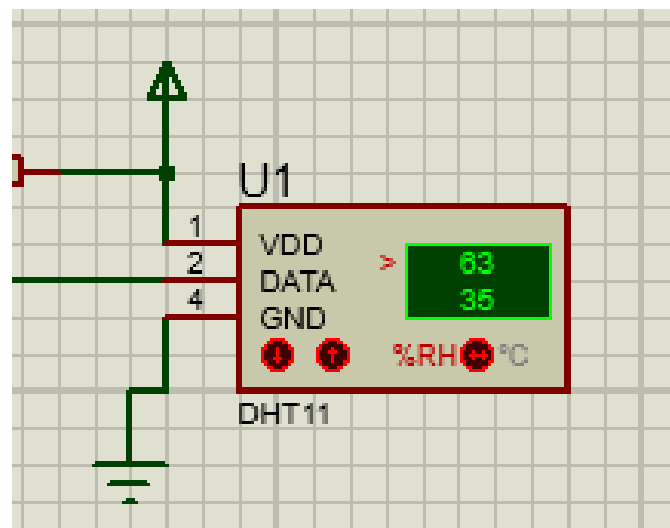 U1
1 VDD
2 DATA
4 GND
> 63
35
%RH °C
DHT11